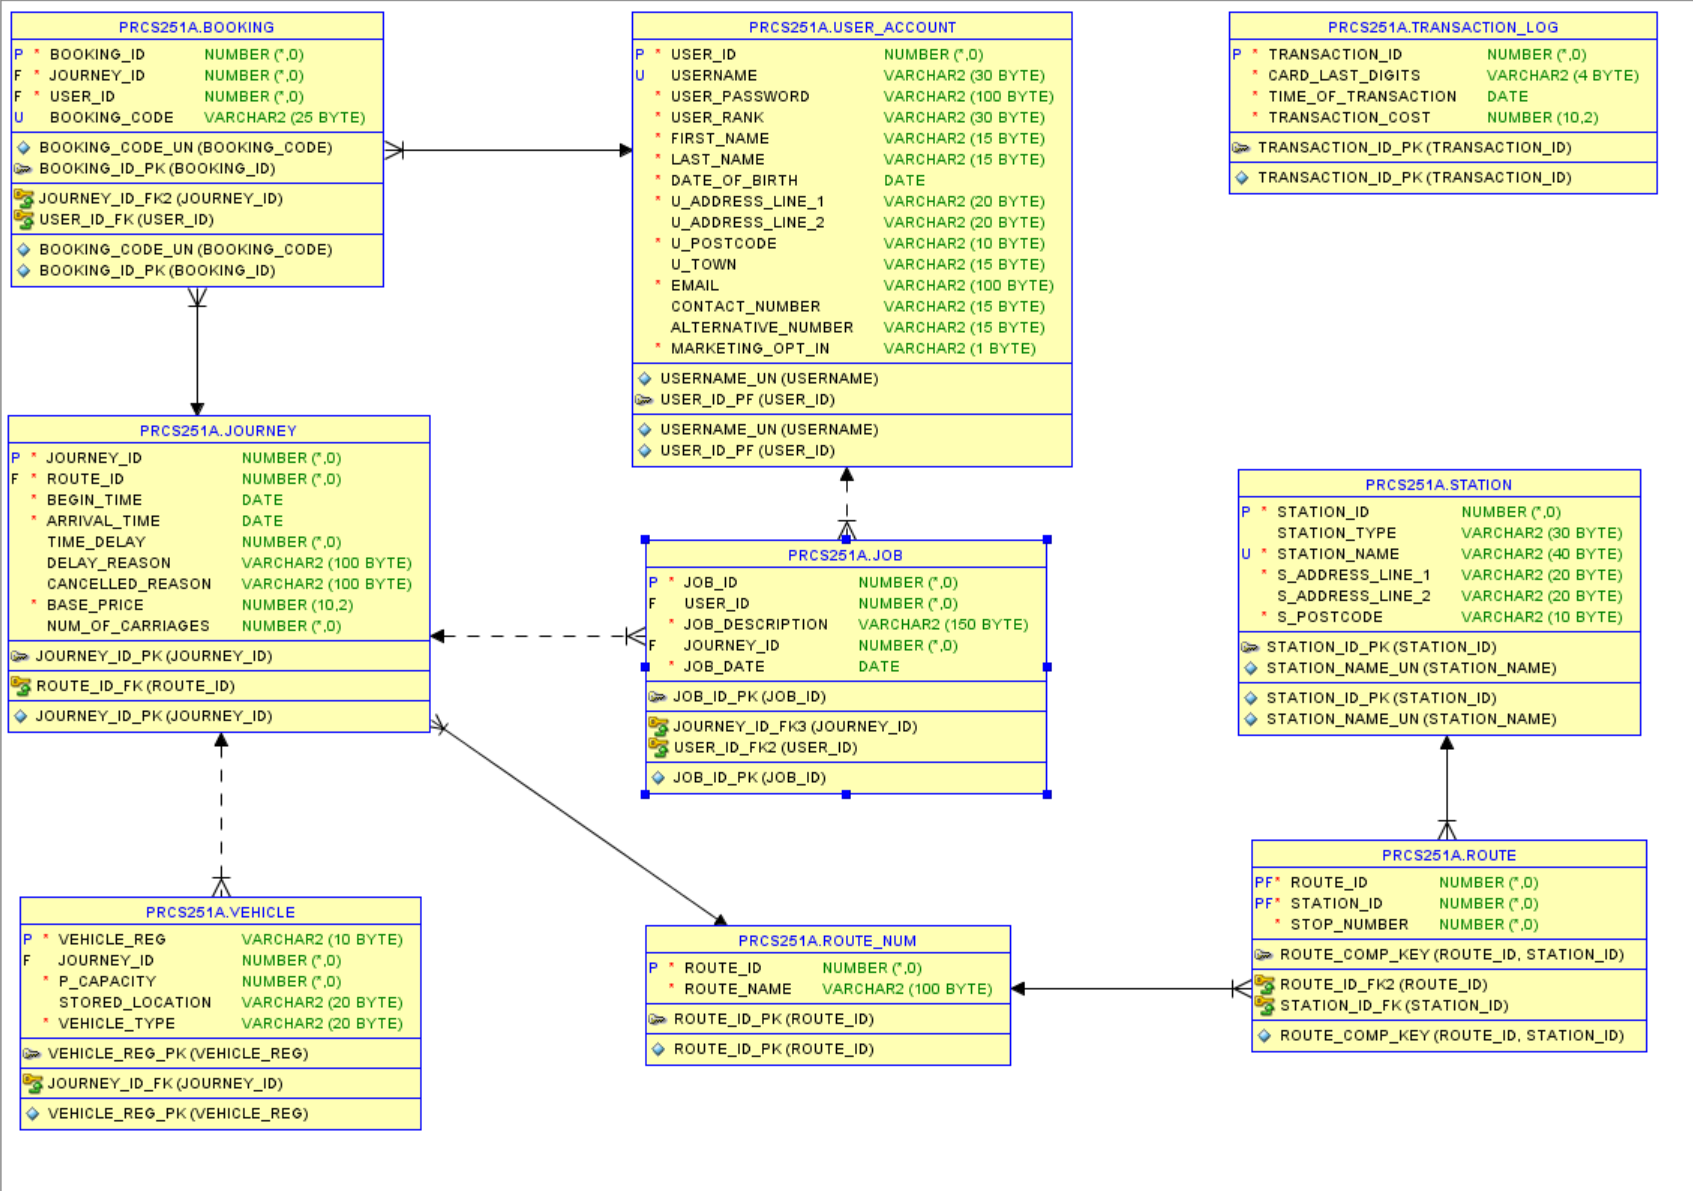 PRCS251A.BOOKING
P * BOOKING_ID NUMBER (*,0)
F * JOURNEY_ID NUMBER (*,0)
F * USER_ID NUMBER (*,0)
U BOOKING_CODE VARCHAR2 (25 BYTE)
BOOKING_CODE_UN (BOOKING_CODE)
BOOKING_ID_PK (BOOKING_ID)
JOURNEY_ID_FK2 (JOURNEY_ID)
USER_ID_FK (USER_ID)
BOOKING_CODE_UN (BOOKING_CODE)
BOOKING_ID_PK (BOOKING_ID)
PRCS251A.USER_ACCOUNT
P * USER_ID NUMBER (*,0)
U USERNAME VARCHAR2 (30 BYTE)
* USER_PASSWORD VARCHAR2 (100 BYTE)
* USER_RANK VARCHAR2 (30 BYTE)
* FIRST_NAME VARCHAR2 (15 BYTE)
* LAST_NAME VARCHAR2 (15 BYTE)
* DATE_OF_BIRTH DATE
* U_ADDRESS_LINE_1 VARCHAR2 (20 BYTE)
U_ADDRESS_LINE_2 VARCHAR2 (20 BYTE)
* U_POSTCODE VARCHAR2 (10 BYTE)
U_TOWN VARCHAR2 (15 BYTE)
* EMAIL VARCHAR2 (100 BYTE)
CONTACT_NUMBER VARCHAR2 (15 BYTE)
ALTERNATIVE_NUMBER VARCHAR2 (15 BYTE)
* MARKETING_OPT_IN VARCHAR2 (1 BYTE)
USERNAME_UN (USERNAME)
USER_ID_PF (USER_ID)
USERNAME_UN (USERNAME)
USER_ID_PF (USER_ID)
PRCS251A.TRANSACTION_LOG
P * TRANSACTION_ID NUMBER (*,0)
* CARD_LAST_DIGITS VARCHAR2 (4 BYTE)
* TIME_OF_TRANSACTION DATE
* TRANSACTION_COST NUMBER (10,2)
TRANSACTION_ID_PK (TRANSACTION_ID)
TRANSACTION_ID_PK (TRANSACTION_ID)
PRCS251A.JOURNEY
P * JOURNEY_ID NUMBER (*,0)
F * ROUTE_ID NUMBER (*,0)
* BEGIN_TIME DATE
* ARRIVAL_TIME DATE
TIME_DELAY NUMBER (*,0)
DELAY_REASON VARCHAR2 (100 BYTE)
CANCELLED_REASON VARCHAR2 (100 BYTE)
* BASE_PRICE NUMBER (10,2)
NUM_OF_CARRIAGES NUMBER (*,0)
JOURNEY_ID_PK (JOURNEY_ID)
ROUTE_ID_FK (ROUTE_ID)
JOURNEY_ID_PK (JOURNEY_ID)
PRCS251A.JOB
P * JOB_ID NUMBER (*,0)
F USER_ID NUMBER (*,0)
* JOB_DESCRIPTION VARCHAR2 (150 BYTE)
F JOURNEY_ID NUMBER (*,0)
* JOB_DATE DATE
JOB_ID_PK (JOB_ID)
JOURNEY_ID_FK3 (JOURNEY_ID)
USER_ID_FK2 (USER_ID)
JOB_ID_PK (JOB_ID)
PRCS251A.STATION
P * STATION_ID NUMBER (*,0)
STATION_TYPE VARCHAR2 (30 BYTE)
U * STATION_NAME VARCHAR2 (40 BYTE)
* S_ADDRESS_LINE_1 VARCHAR2 (20 BYTE)
S_ADDRESS_LINE_2 VARCHAR2 (20 BYTE)
* S_POSTCODE VARCHAR2 (10 BYTE)
STATION_ID_PK (STATION_ID)
STATION_NAME_UN (STATION_NAME)
STATION_ID_PK (STATION_ID)
STATION_NAME_UN (STATION_NAME)
PRCS251A.VEHICLE
P * VEHICLE_REG VARCHAR2 (10 BYTE)
F JOURNEY_ID NUMBER (*,0)
* P_CAPACITY NUMBER (*,0)
STORED_LOCATION VARCHAR2 (20 BYTE)
* VEHICLE_TYPE VARCHAR2 (20 BYTE)
VEHICLE_REG_PK (VEHICLE_REG)
JOURNEY_ID_FK (JOURNEY_ID)
VEHICLE_REG_PK (VEHICLE_REG)
PRCS251A.ROUTE_NUM
P * ROUTE_ID NUMBER (*,0)
* ROUTE_NAME VARCHAR2 (100 BYTE)
ROUTE_ID_PK (ROUTE_ID)
ROUTE_ID_PK (ROUTE_ID)
PRCS251A.ROUTE
PF* ROUTE_ID NUMBER (*,0)
PF* STATION_ID NUMBER (*,0)
* STOP_NUMBER NUMBER (*,0)
ROUTE_COMP_KEY (ROUTE_ID, STATION_ID)
ROUTE_ID_FK2 (ROUTE_ID)
STATION_ID_FK (STATION_ID)
ROUTE_COMP_KEY (ROUTE_ID, STATION_ID)